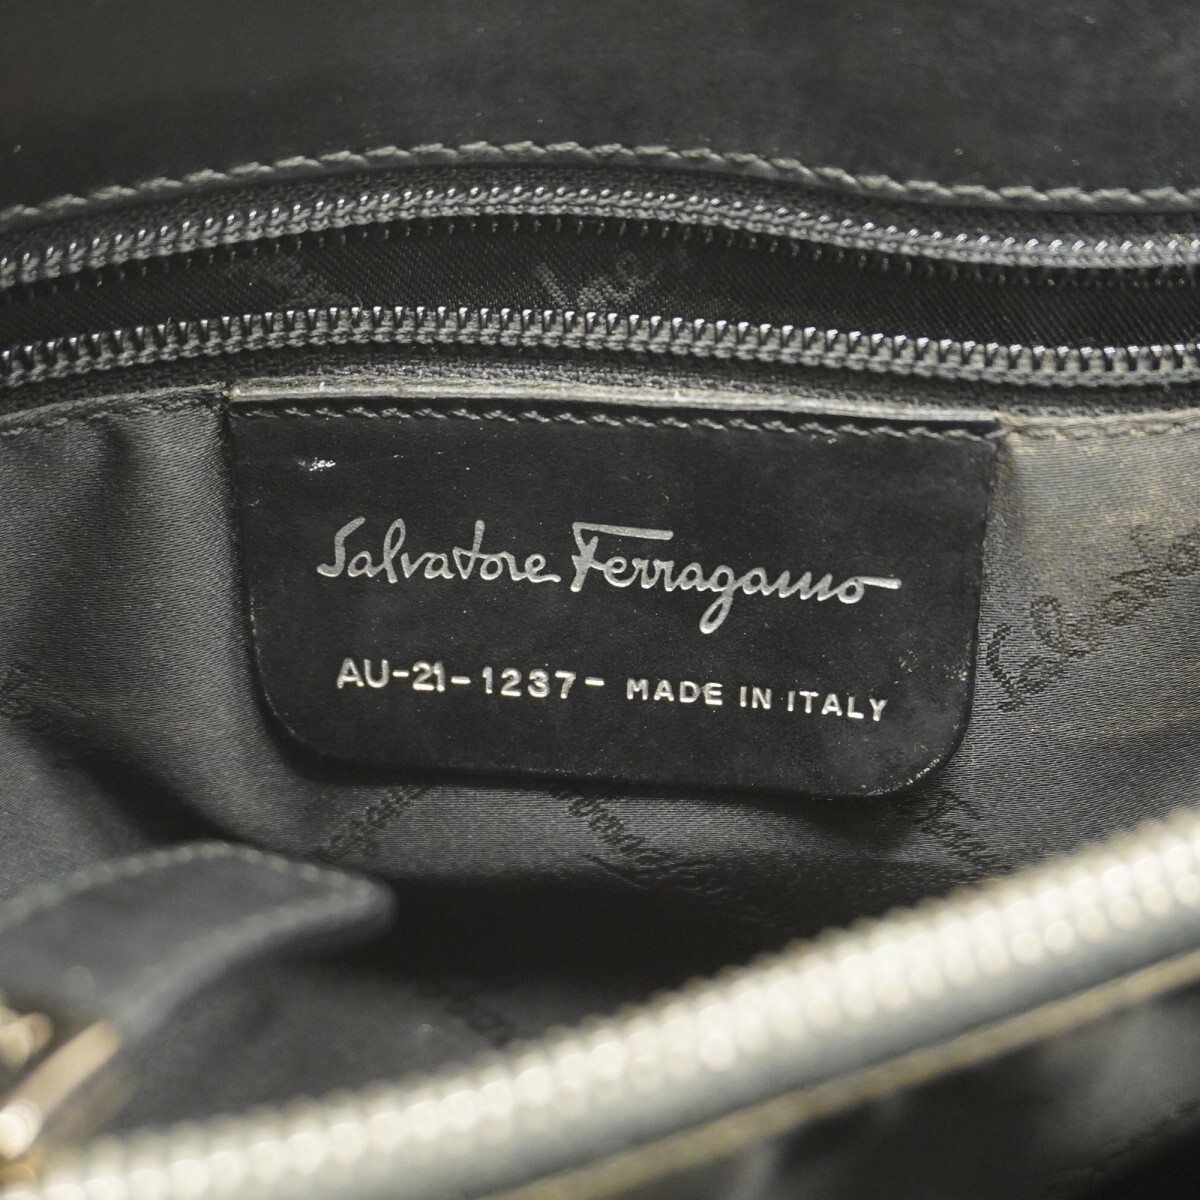 Salvatore Ferragamo
AU-21-1237- MADE IN ITALY